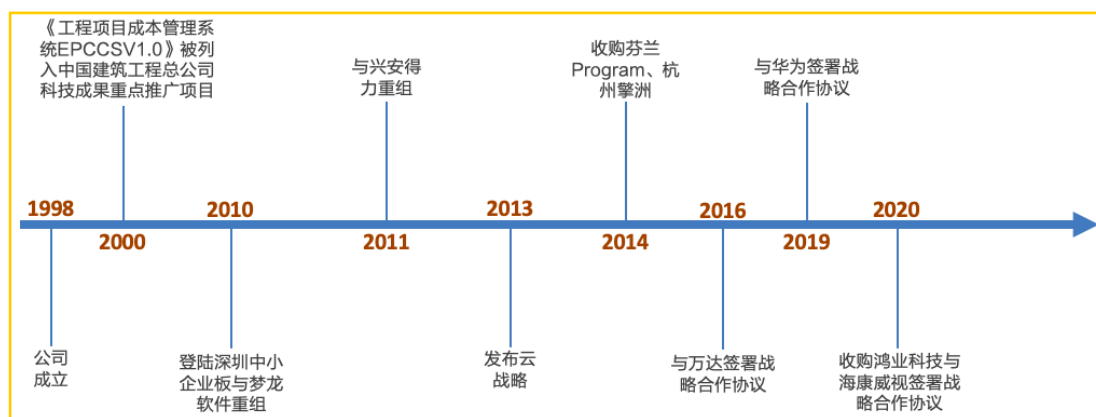 《工程项目成本管理系
统EPCCSV1.0》被列
入中国建筑工程总公司
科技成果重点推广项目
与兴安得
力重组
收购芬兰
Program、杭
州擎洲
与华为签署战
略合作协议
1998
2010
2013
2016
2020
2000
2011
2014
2019
公司
成立
登陆深圳中小
企业板与梦龙
软件重组
发布云
战略
与万达签署战
略合作协议
收购鸿业科技与
海康威视签署战
略合作协议